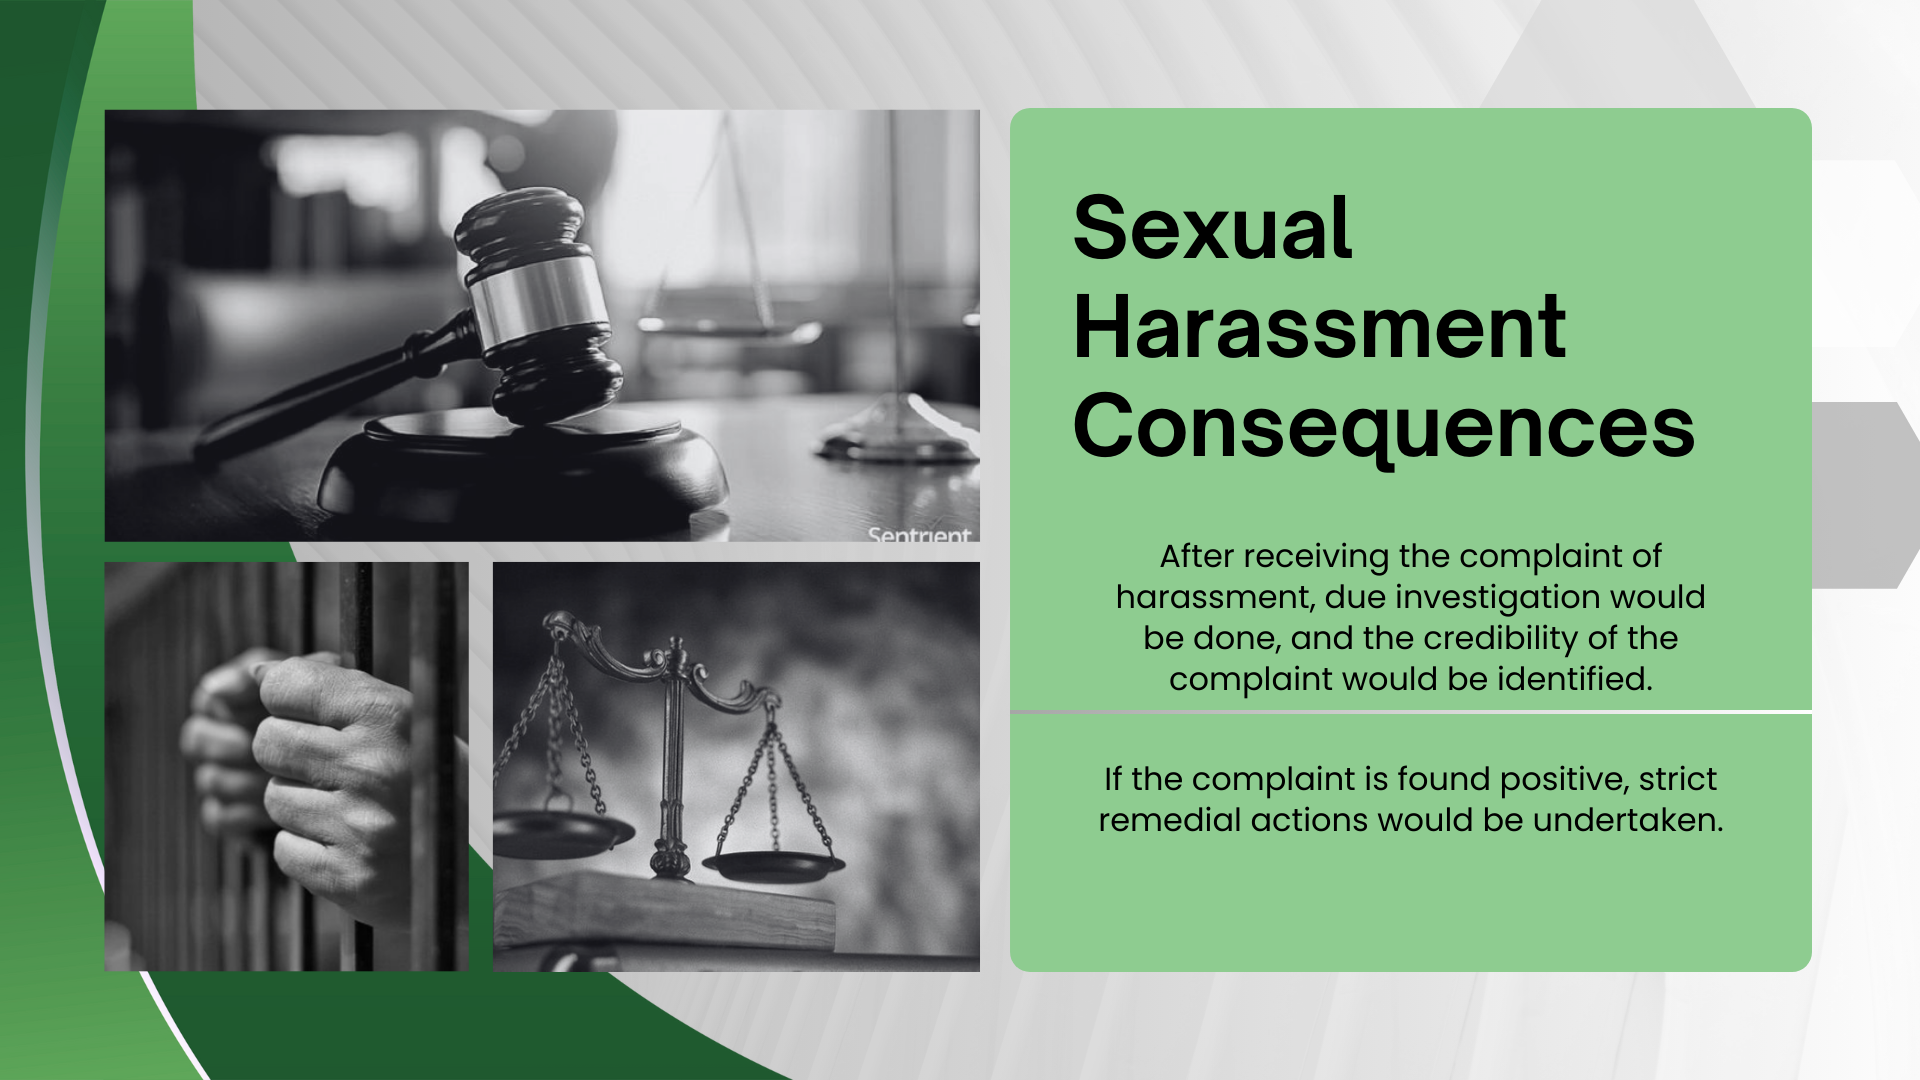 Sentrient
Sexual
Harassment
Consequences
After receiving the complaint of
harassment, due investigation would
be done, and the credibility of the
complaint would be identified.
If the complaint is found positive, strict
remedial actions would be undertaken.